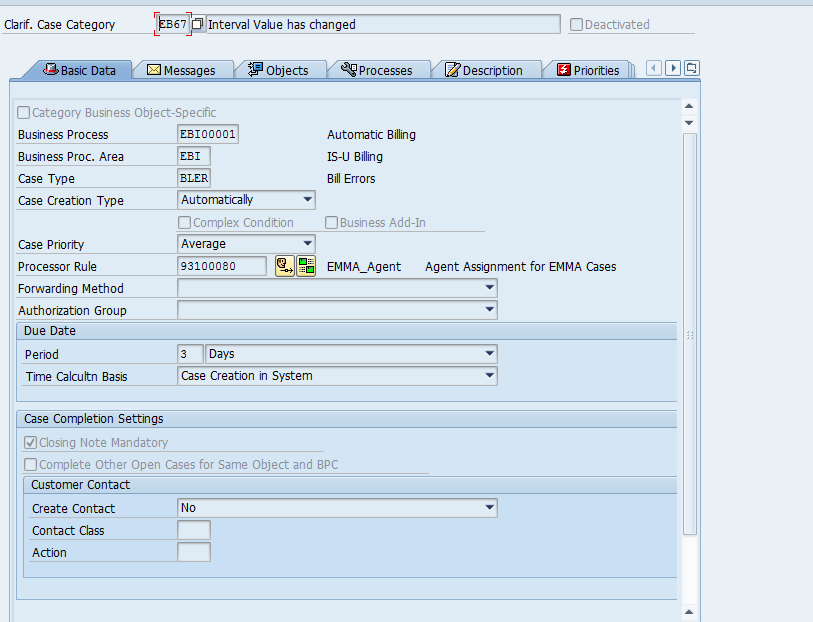 Clarif. Case Category EB67 Interval Value has changed Deactivated
Basic Data Messages Objects Processes Description Priorities
Category Business Object-Specific
Business Process EBI00001 Automatic Billing
Business Proc. Area EBI IS-U Billing
Case Type BLER Bill Errors
Case Creation Type Automatically
Complex Condition Business Add-In
Case Priority Average
Processor Rule 93100080 EMMA_Agent Agent Assignment for EMMA Cases
Forwarding Method
Authorization Group
Due Date
Period 3 Days
Time Calcultn Basis Case Creation in System
Case Completion Settings
Closing Note Mandatory
Complete Other Open Cases for Same Object and BPC
Customer Contact
Create Contact No
Contact Class
Action